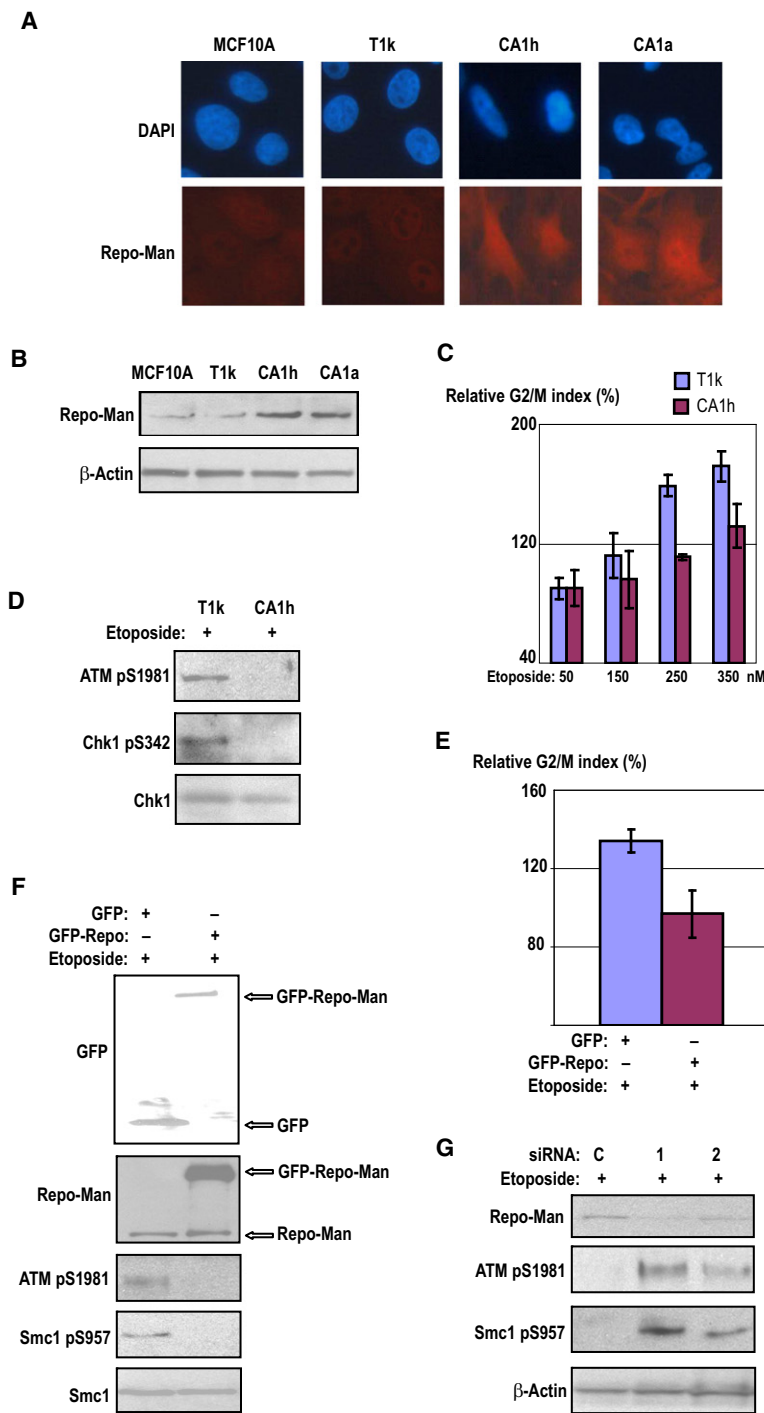 A
MCF10A T1k CA1h CA1a
DAPI
Repo-Man
B
MCF10A T1k CA1h CA1a
Repo-Man
β-Actin
C
T1k
CA1h
Relative G2/M index (%)
200
120
40
Etoposide: 50 150 250 350 nM
D
T1k CA1h
Etoposide: + +
ATM pS1981
Chk1 pS342
Chk1
E
Relative G2/M index (%)
160
120
80
GFP: + –
GFP-Repo: – +
Etoposide: + +
F
GFP: + –
GFP-Repo: – +
Etoposide: + +
GFP
GFP-Repo-Man
GFP
Repo-Man
GFP-Repo-Man
Repo-Man
ATM pS1981
Smc1 pS957
Smc1
G
siRNA: C 1 2
Etoposide: + + +
Repo-Man
ATM pS1981
Smc1 pS957
β-Actin